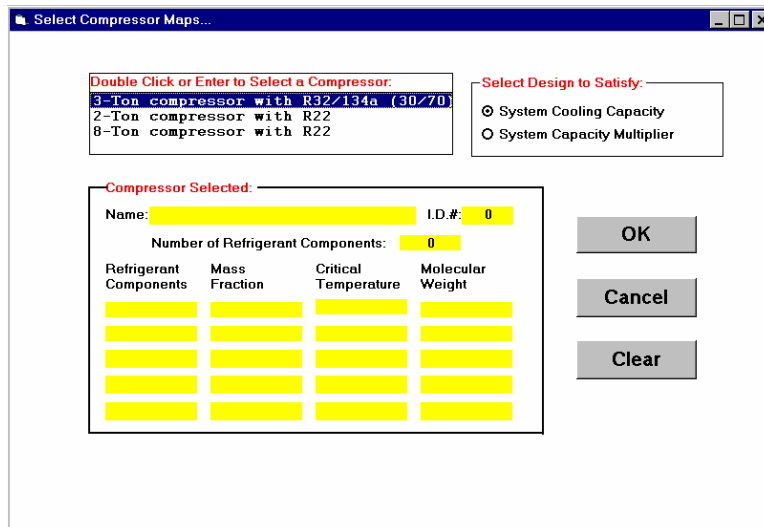 Select Compressor Maps...
Double Click or Enter to Select a Compressor:
3-Ton compressor with R32/134a (30/70)
2-Ton compressor with R22
8-Ton compressor with R22
Select Design to Satisfy:
System Cooling Capacity
System Capacity Multiplier
Compressor Selected:
Name:
I.D.#: 0
Number of Refrigerant Components: 0
Refrigerant Components
Mass Fraction
Critical Temperature
Molecular Weight
OK
Cancel
Clear